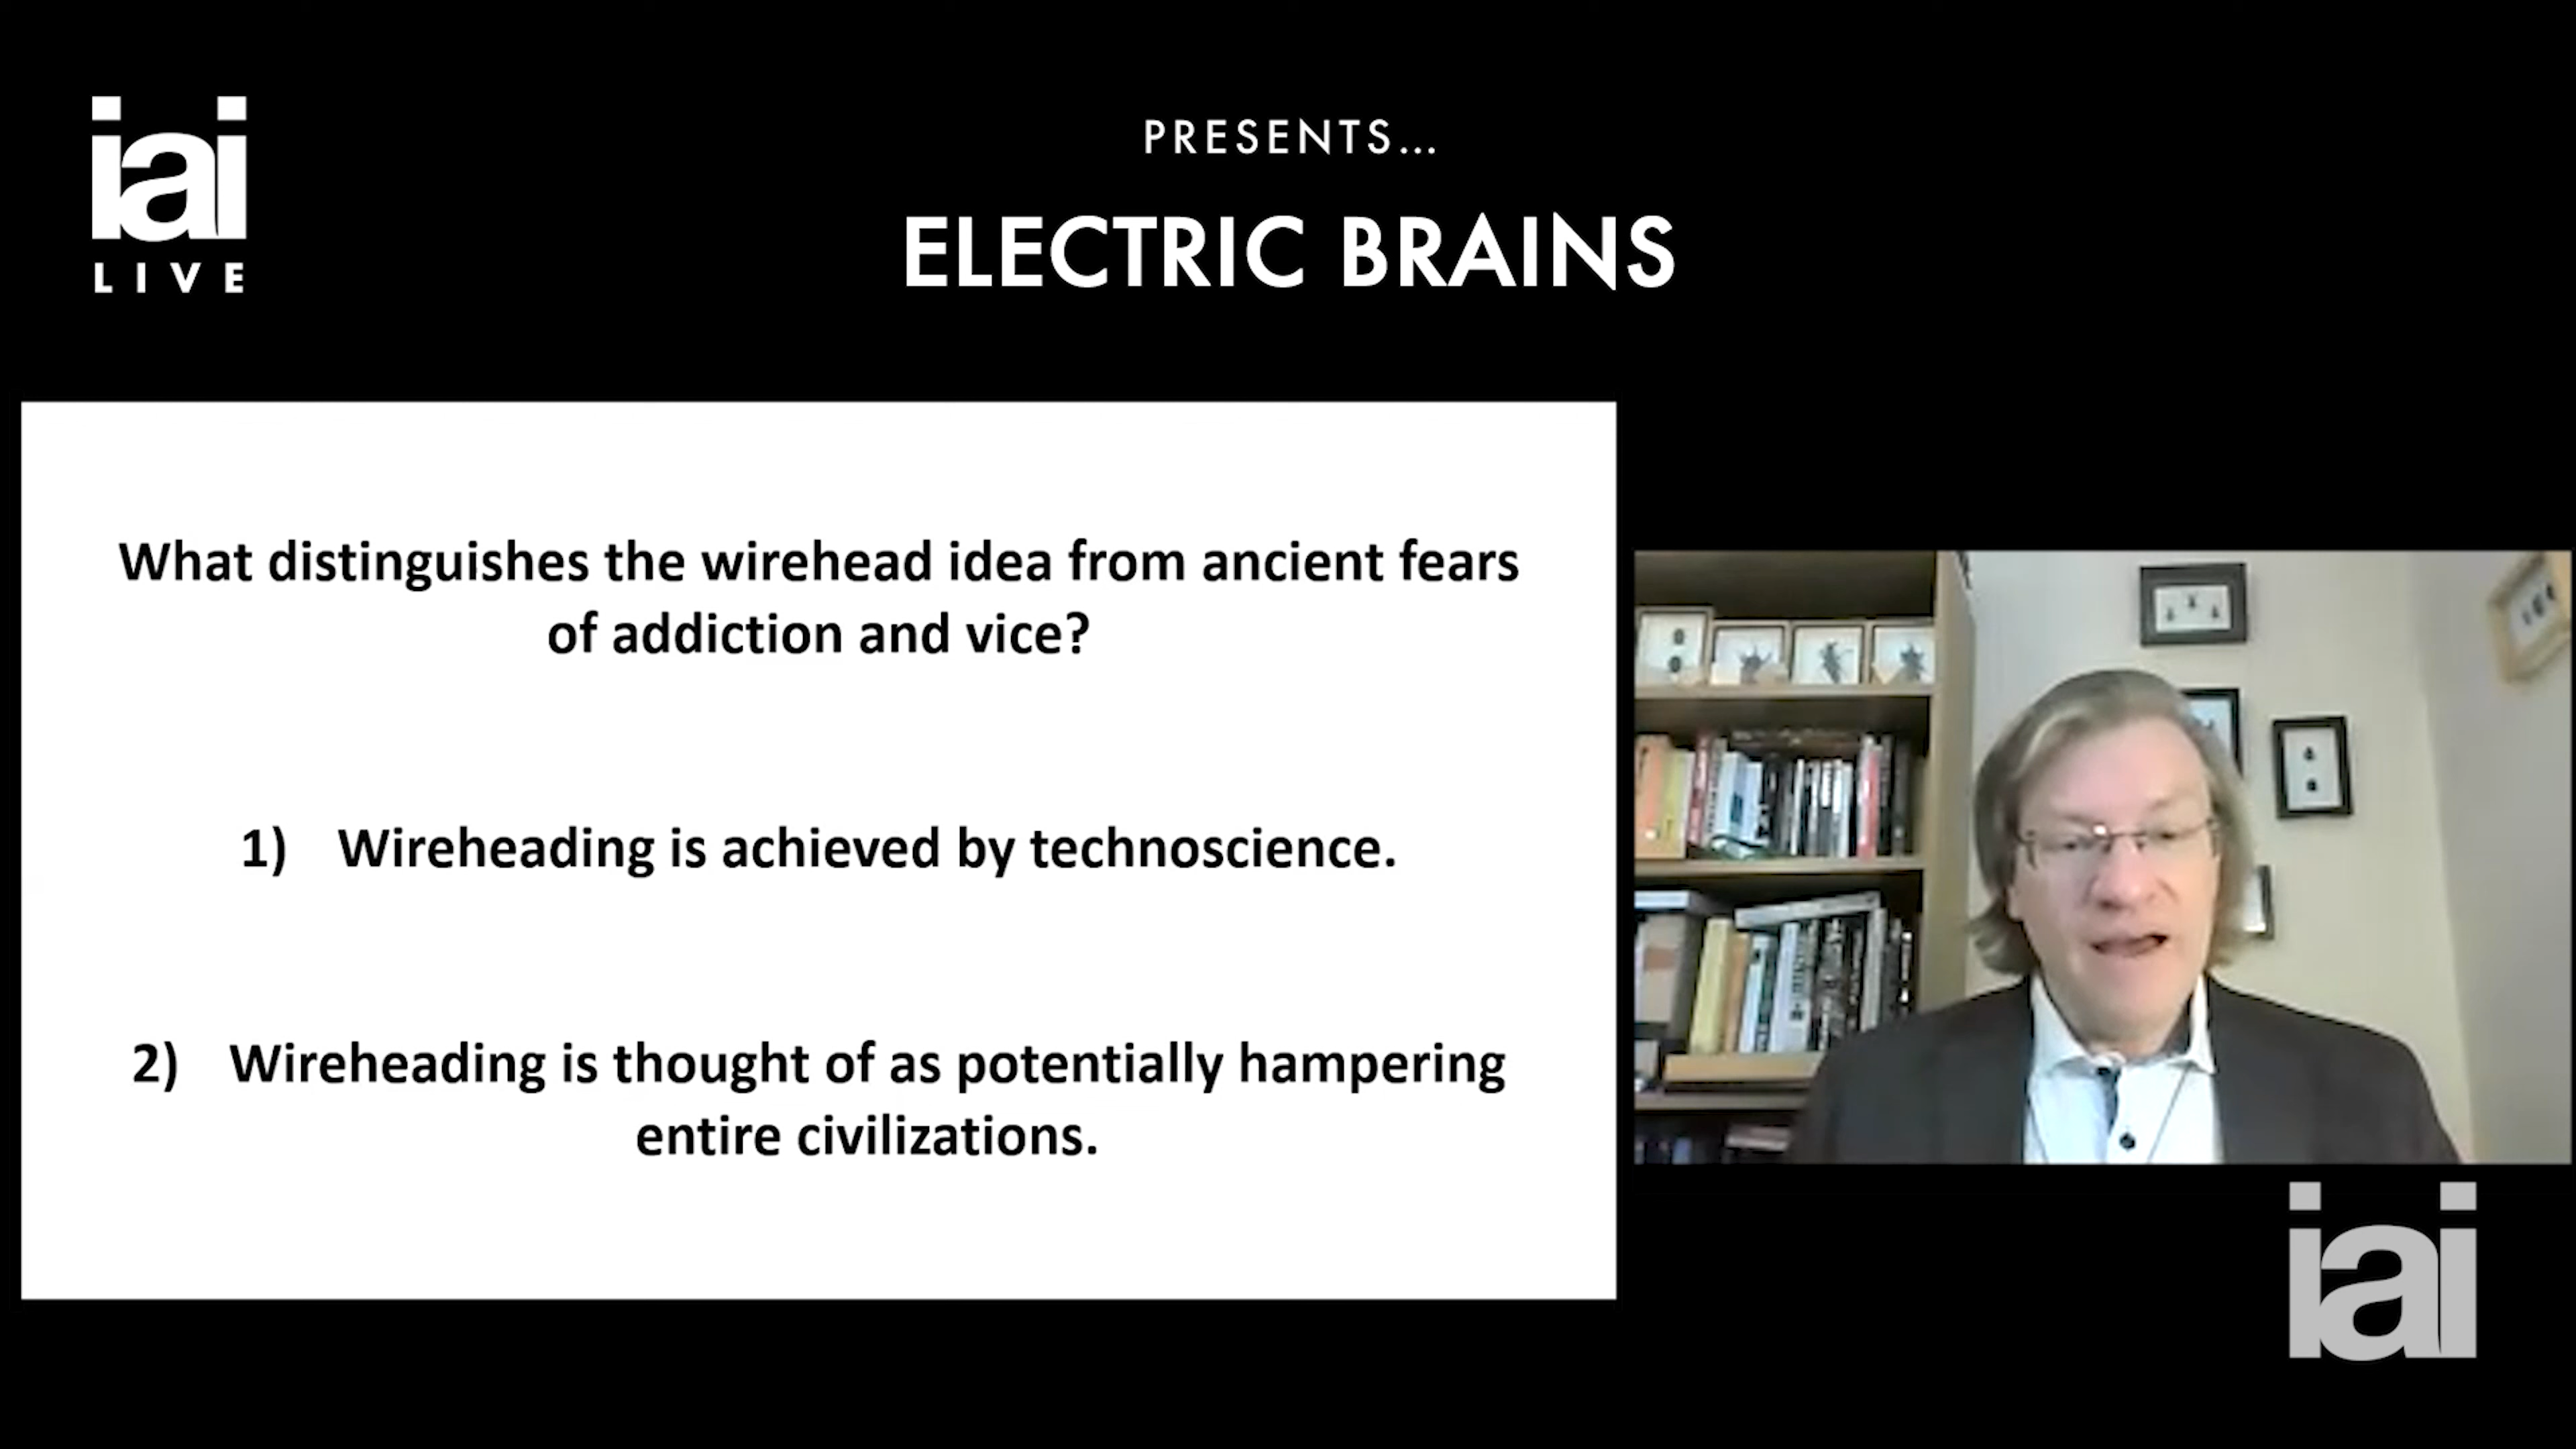 iai
LIVE
PRESENTS...
ELECTRIC BRAINS
What distinguishes the wirehead idea from ancient fears
of addiction and vice?
1) Wireheading is achieved by technoscience.
2) Wireheading is thought of as potentially hampering
entire civilizations.
iai